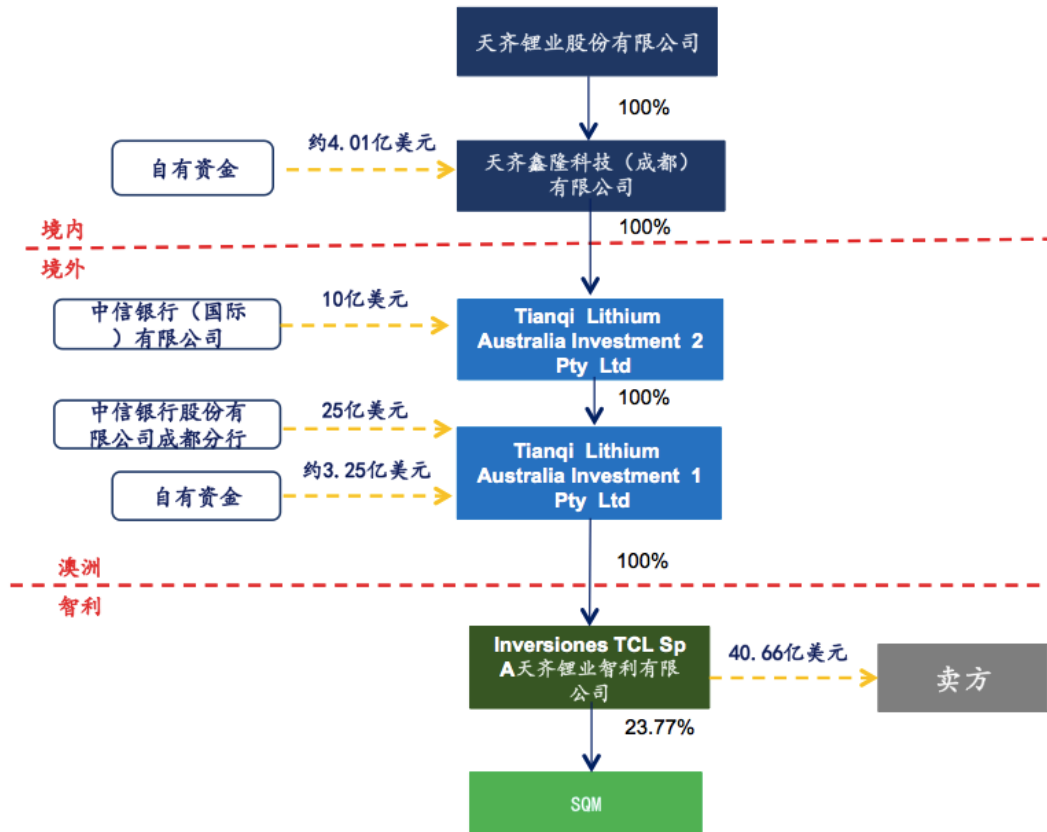 天齐锂业股份有限公司
100%
约4.01亿美元
自有资金
天齐鑫隆科技（成都）
有限公司
境内
100%
境外
10亿美元
中信银行（国际
）有限公司
Tianqi Lithium
Australia Investment 2
Pty Ltd
100%
25亿美元
中信银行股份有
限公司成都分行
约3.25亿美元
自有资金
Tianqi Lithium
Australia Investment 1
Pty Ltd
100%
澳洲
智利
Inversiones TCL Sp
A天齐锂业智利有限
公司
40.66亿美元
卖方
23.77%
SQM